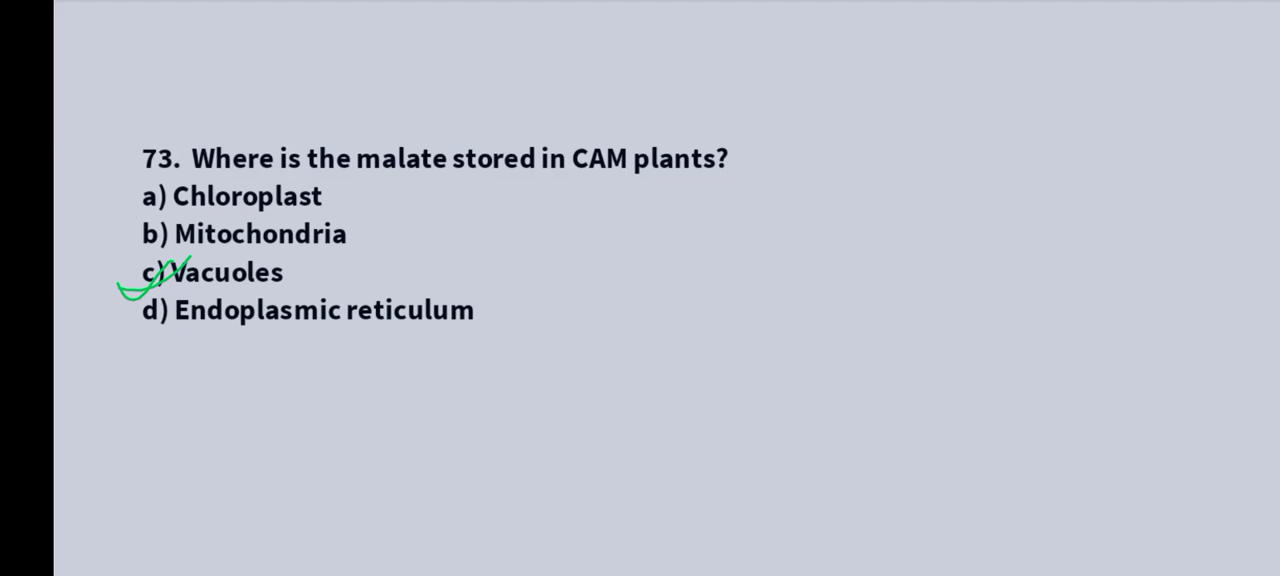 73. Where is the malate stored in CAM plants?
a) Chloroplast
b) Mitochondria
c) Vacuoles
d) Endoplasmic reticulum